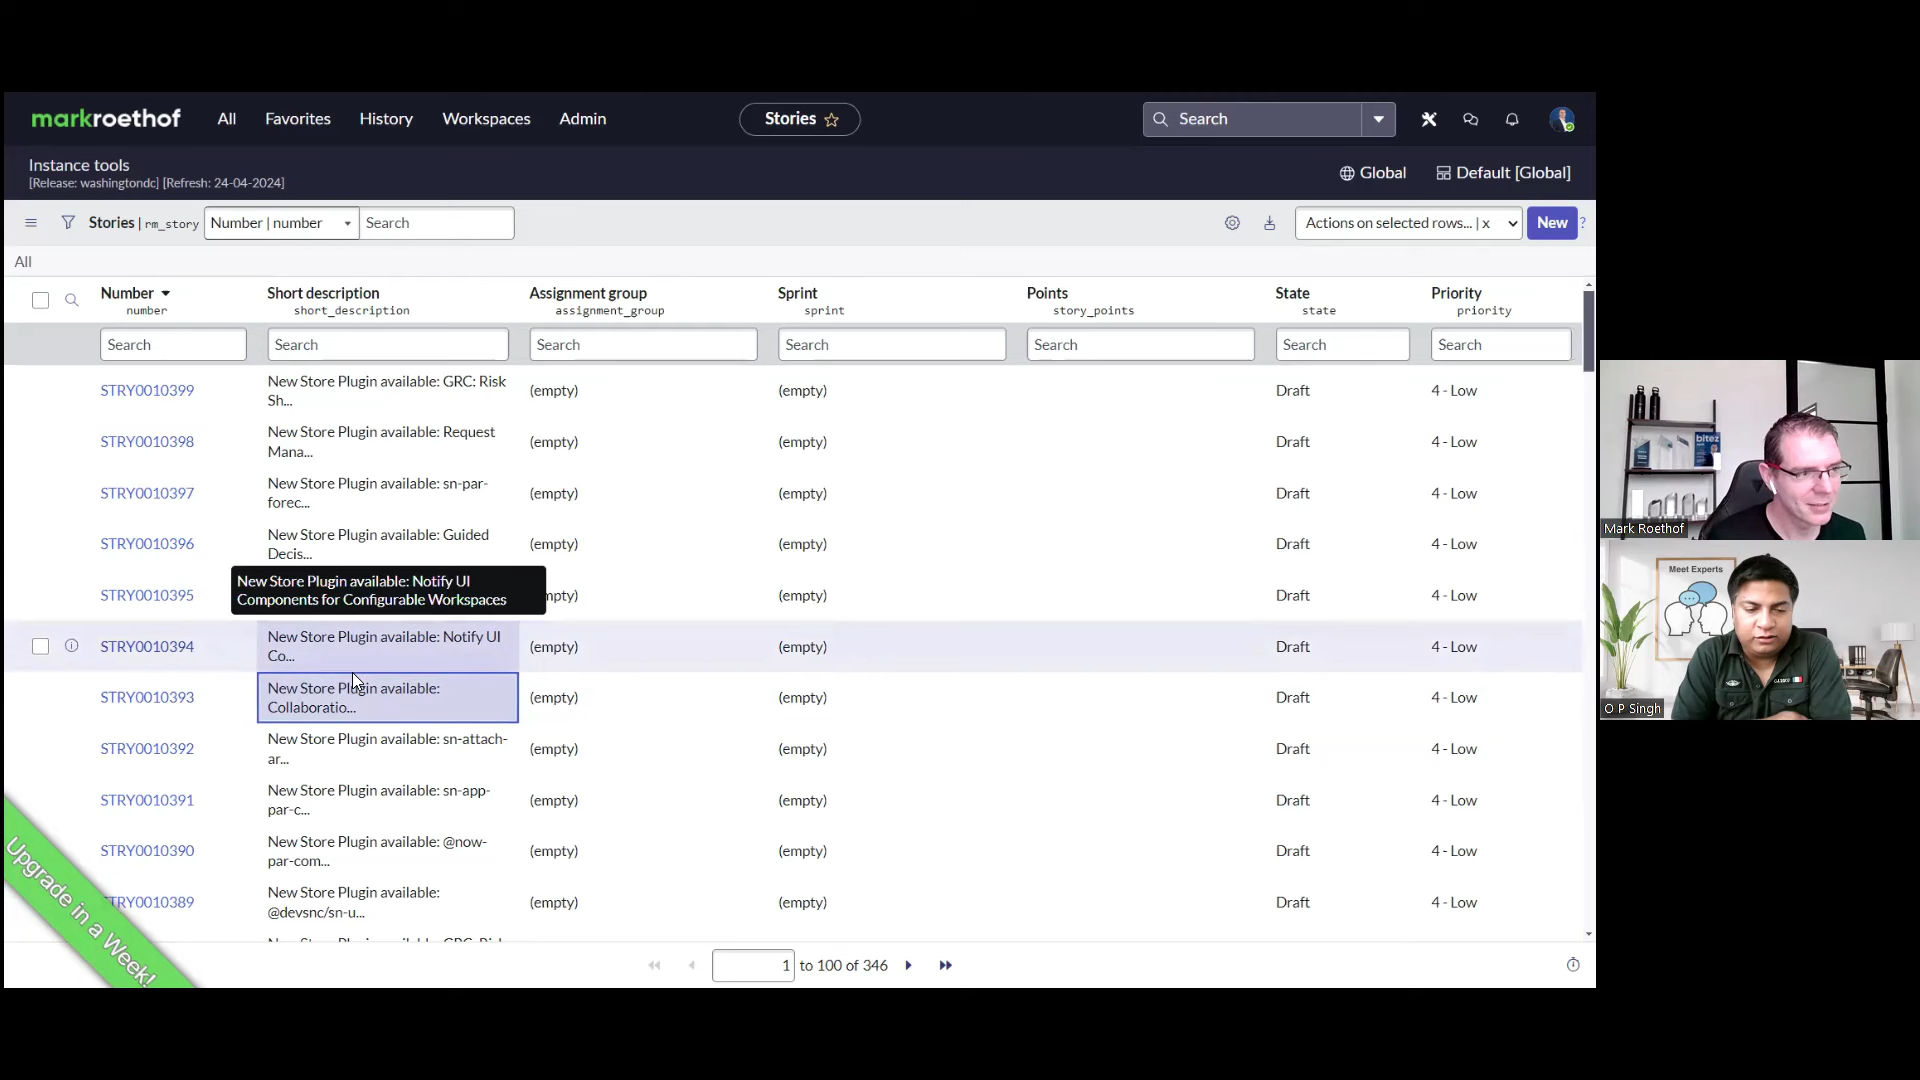 markroethof All Favorites History Workspaces Admin Stories Search
Instance tools
[Release: washingtondc] [Refresh: 24-04-2024]
Global Default [Global]
Stories | rm_story Number | number Search Actions on selected rows... | x New ?
All
Number Short description Assignment group Sprint Points State Priority
number short_description assignment_group sprint story_points state priority
Search Search Search Search Search Search Search
STRY0010399 New Store Plugin available: GRC: Risk Sh... (empty) (empty) Draft 4 - Low
STRY0010398 New Store Plugin available: Request Mana... (empty) (empty) Draft 4 - Low
STRY0010397 New Store Plugin available: sn-par-forec... (empty) (empty) Draft 4 - Low
STRY0010396 New Store Plugin available: Guided Decis... (empty) (empty) Draft 4 - Low
New Store Plugin available: Notify UI
Components for Configurable Workspaces
STRY0010395 (empty) Draft 4 - Low
STRY0010394 New Store Plugin available: Notify UI Co... (empty) (empty) Draft 4 - Low
STRY0010393 New Store Plugin available: Collaboratio... (empty) (empty) Draft 4 - Low
STRY0010392 New Store Plugin available: sn-attach-ar... (empty) (empty) Draft 4 - Low
STRY0010391 New Store Plugin available: sn-app-par-c... (empty) (empty) Draft 4 - Low
STRY0010390 New Store Plugin available: @now-par-com... (empty) (empty) Draft 4 - Low
TRY0010389 New Store Plugin available: @devsnc/sn-u... (empty) (empty) Draft 4 - Low
1 to 100 of 346
Upgrade in a Week!
bitez
Mark Roethof
Meet Experts
O P Singh